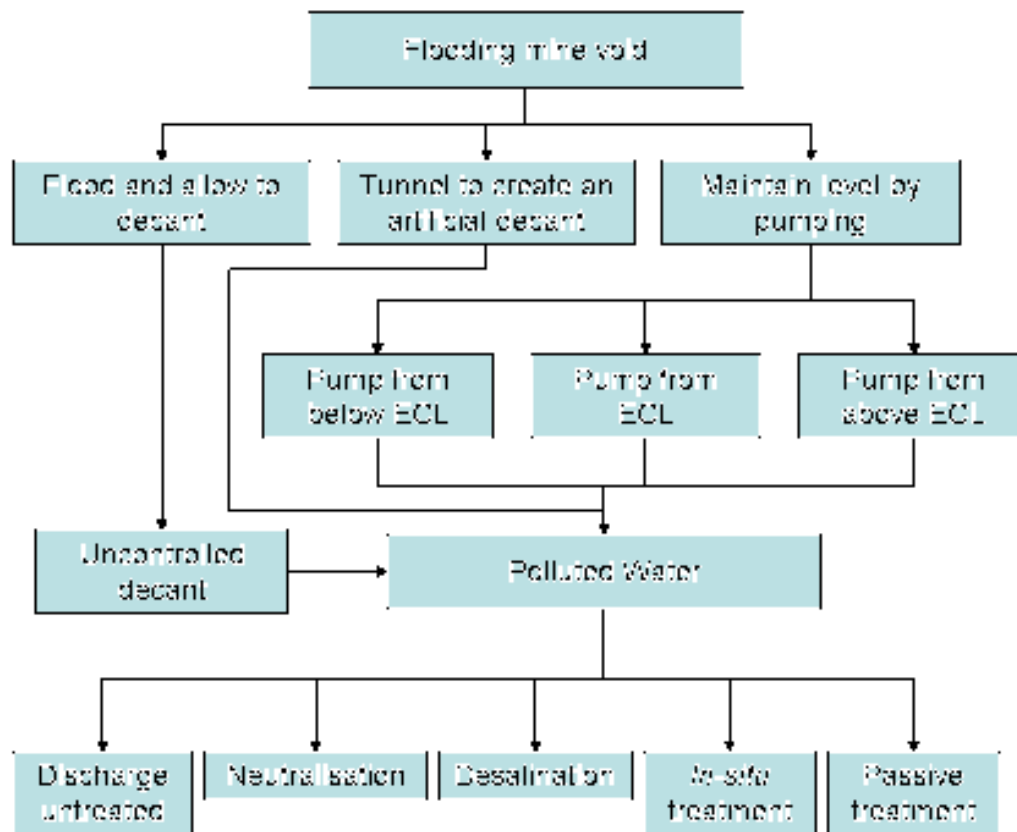 Flooding mine void
Flood and allow to
decant
Tunnel to create an
artificial decant
Maintain level by
pumping
Pump from
below ECL
Pump from
ECL
Pump from
above ECL
Uncontrolled
decant
Polluted Water
Discharge
untreated
Neutralisation
Desalination
In-situ
treatment
Passive
treatment